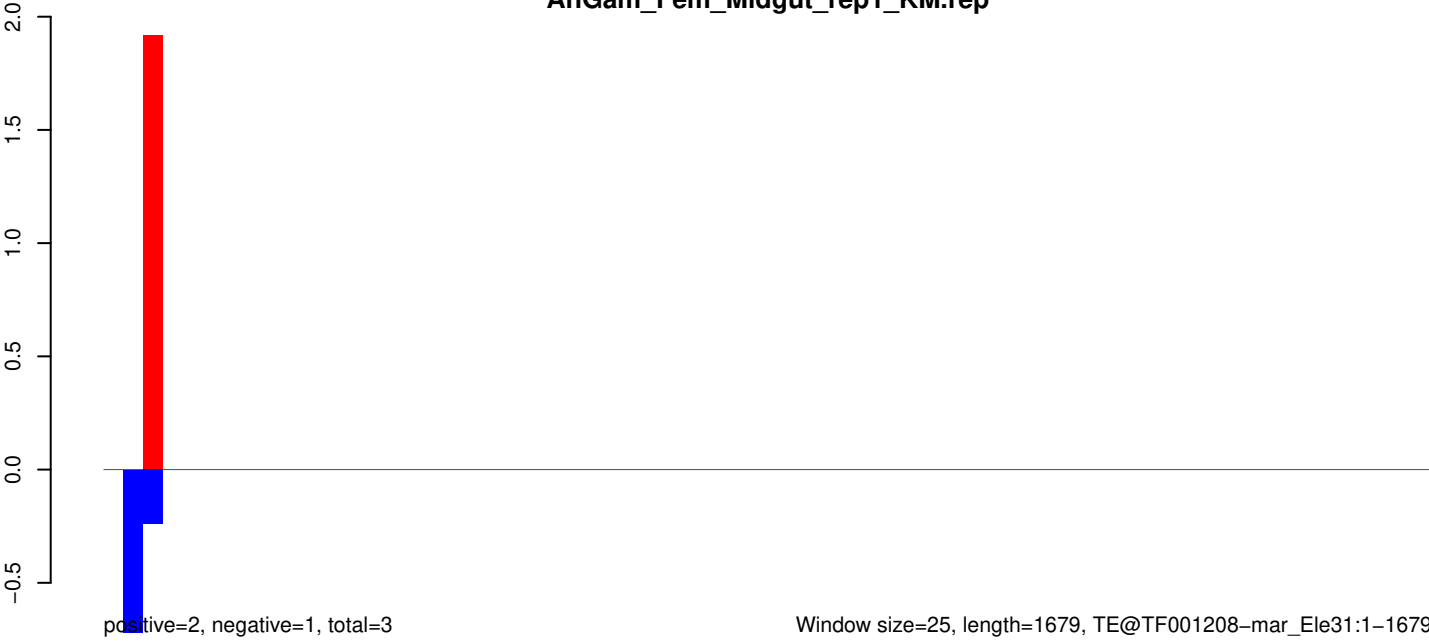 AnGam_Fem_Midgut_rep1_KM.rep
2.0
1.5
1.0
0.5
0.0
−0.5
positive=2, negative=1, total=3
Window size=25, length=1679, TE@TF001208−mar_Ele31:1−1679